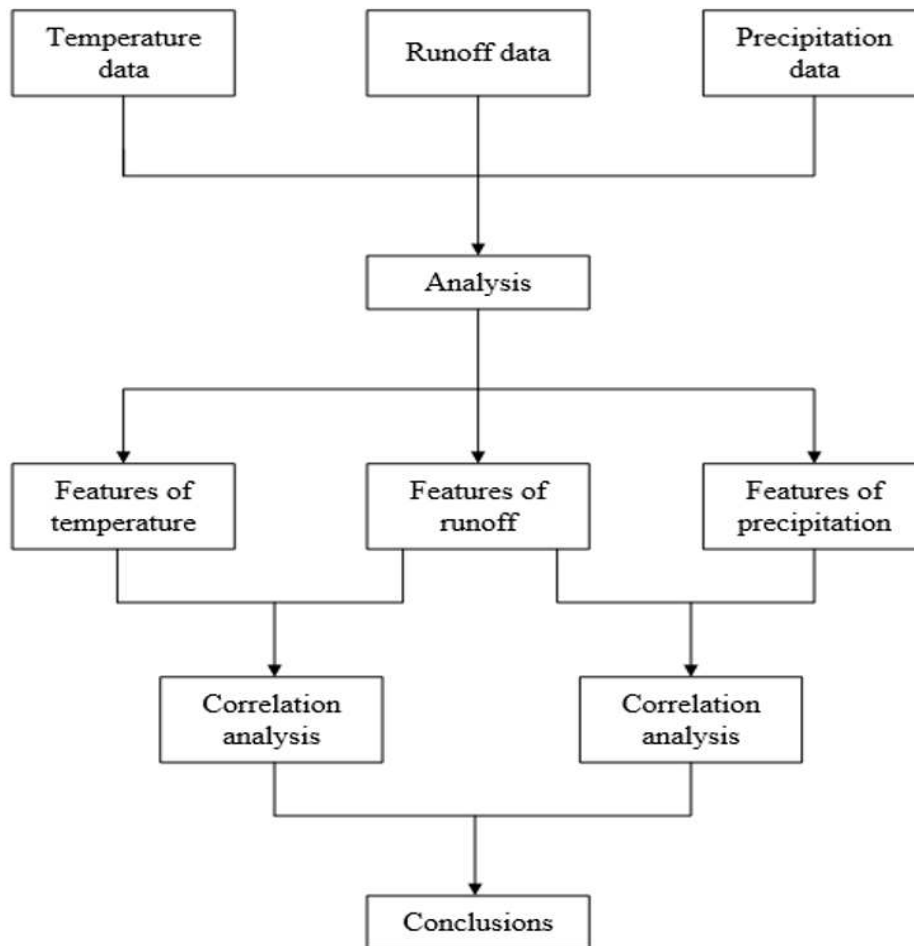 Temperature
data
Runoff data
Precipitation
data
Analysis
Features of
temperature
Features of
runoff
Features of
precipitation
Correlation
analysis
Correlation
analysis
Conclusions